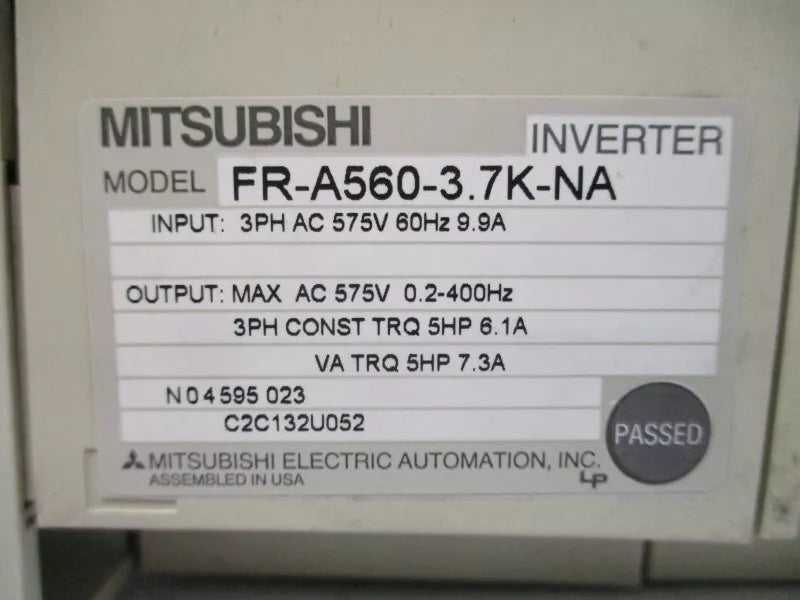 MITSUBISHI
INVERTER
MODEL FR-A560-3.7K-NA
INPUT: 3PH AC 575V 60Hz 9.9A
OUTPUT: MAX AC 575V 0.2-400Hz
3PH CONST TRQ 5HP 6.1A
VA TRQ 5HP 7.3A
N04595 023
C2C132U052
PASSED
MITSUBISHI ELECTRIC AUTOMATION, INC.
ASSEMBLED IN USA
LP